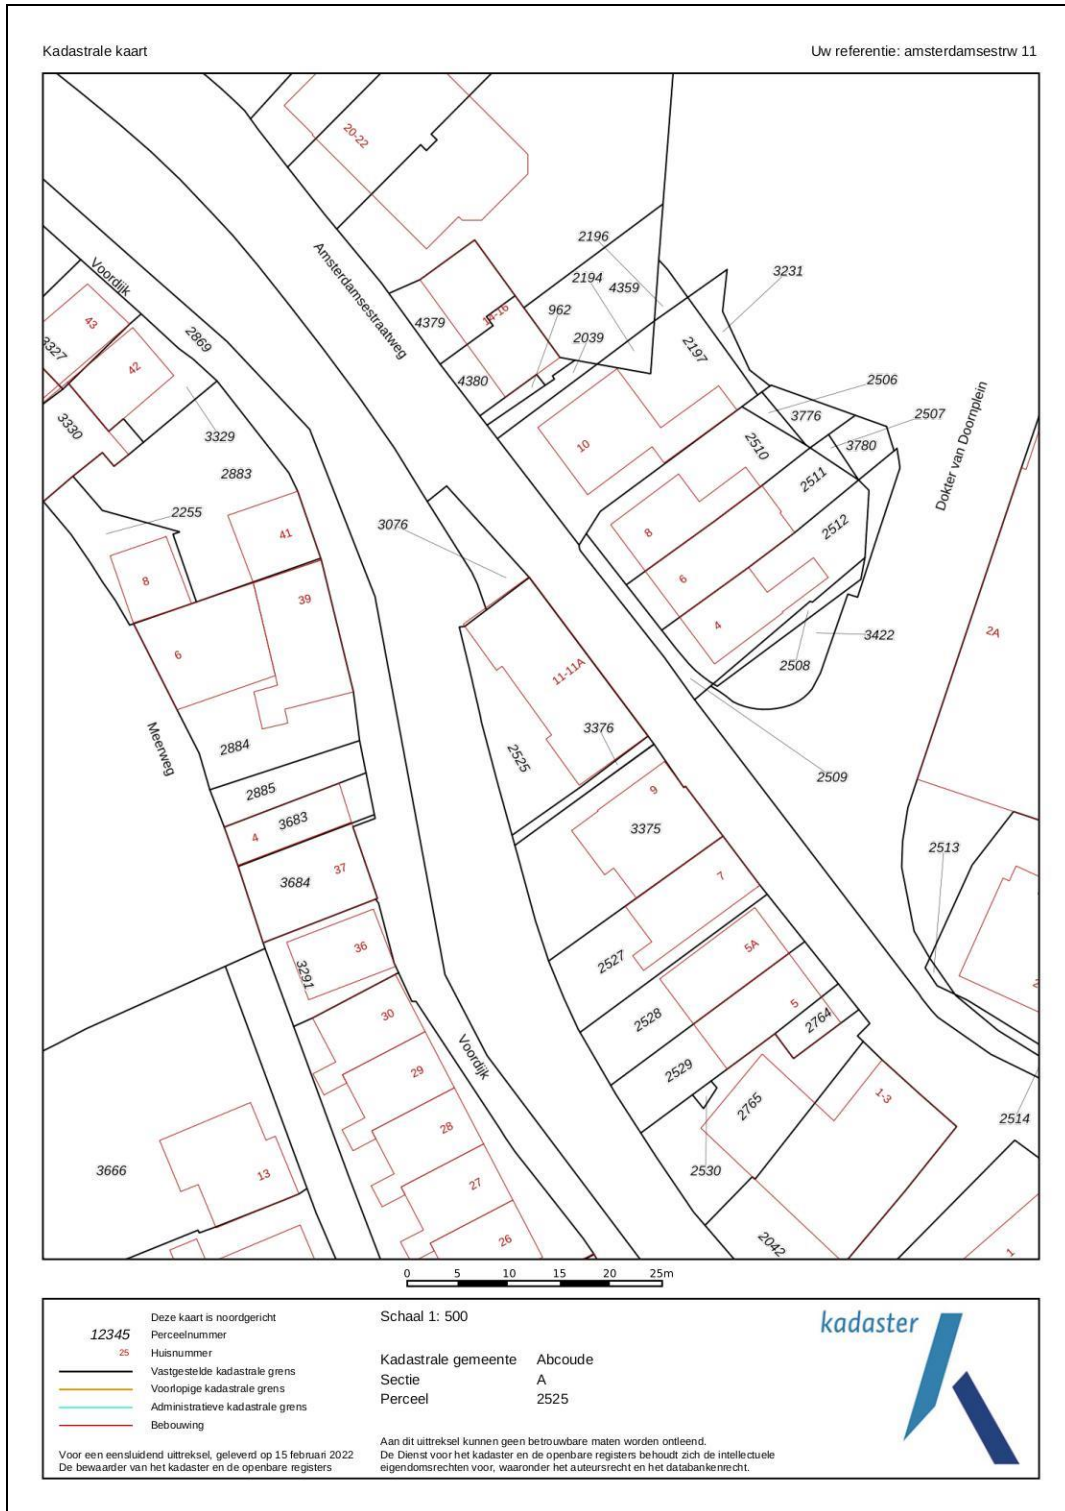 Kadastrale kaart
Uw referentie: amsterdamsestrw 11
20-22
Amsterdamsestraatweg
Voordijk
2869
43
42
3327
3330
3329
2883
2255
41
8
39
6
2884
Meerweg
2885
3683
4
3684
37
36
3291
30
29
28
27
26
Voordijk
3666
13
4379
4380
962
2039
2194
2196
4359
3231
2197
2506
3776
2507
3780
10
2510
2511
2512
8
6
4
2508
3422
2509
Dokter van Doornplein
2A
3076
11-11A
3376
2525
9
3375
7
2527
5A
2528
5
2764
2529
2530
2765
1-3
2042
2513
2514
1
0 5 10 15 20 25m
Deze kaart is noordgericht
12345 Perceelnummer
25 Huisnummer
Vastgestelde kadastrale grens
Voorlopige kadastrale grens
Administratieve kadastrale grens
Bebouwing
Voor een eensluidend uittreksel, geleverd op 15 februari 2022
De bewaarder van het kadaster en de openbare registers
Schaal 1: 500
Kadastrale gemeente Abcoude
Sectie A
Perceel 2525
Aan dit uittreksel kunnen geen betrouwbare maten worden ontleend.
De Dienst voor het kadaster en de openbare registers behoudt zich de intellectuele
eigendomsrechten voor, waaronder het auteursrecht en het databankenrecht.
kadaster